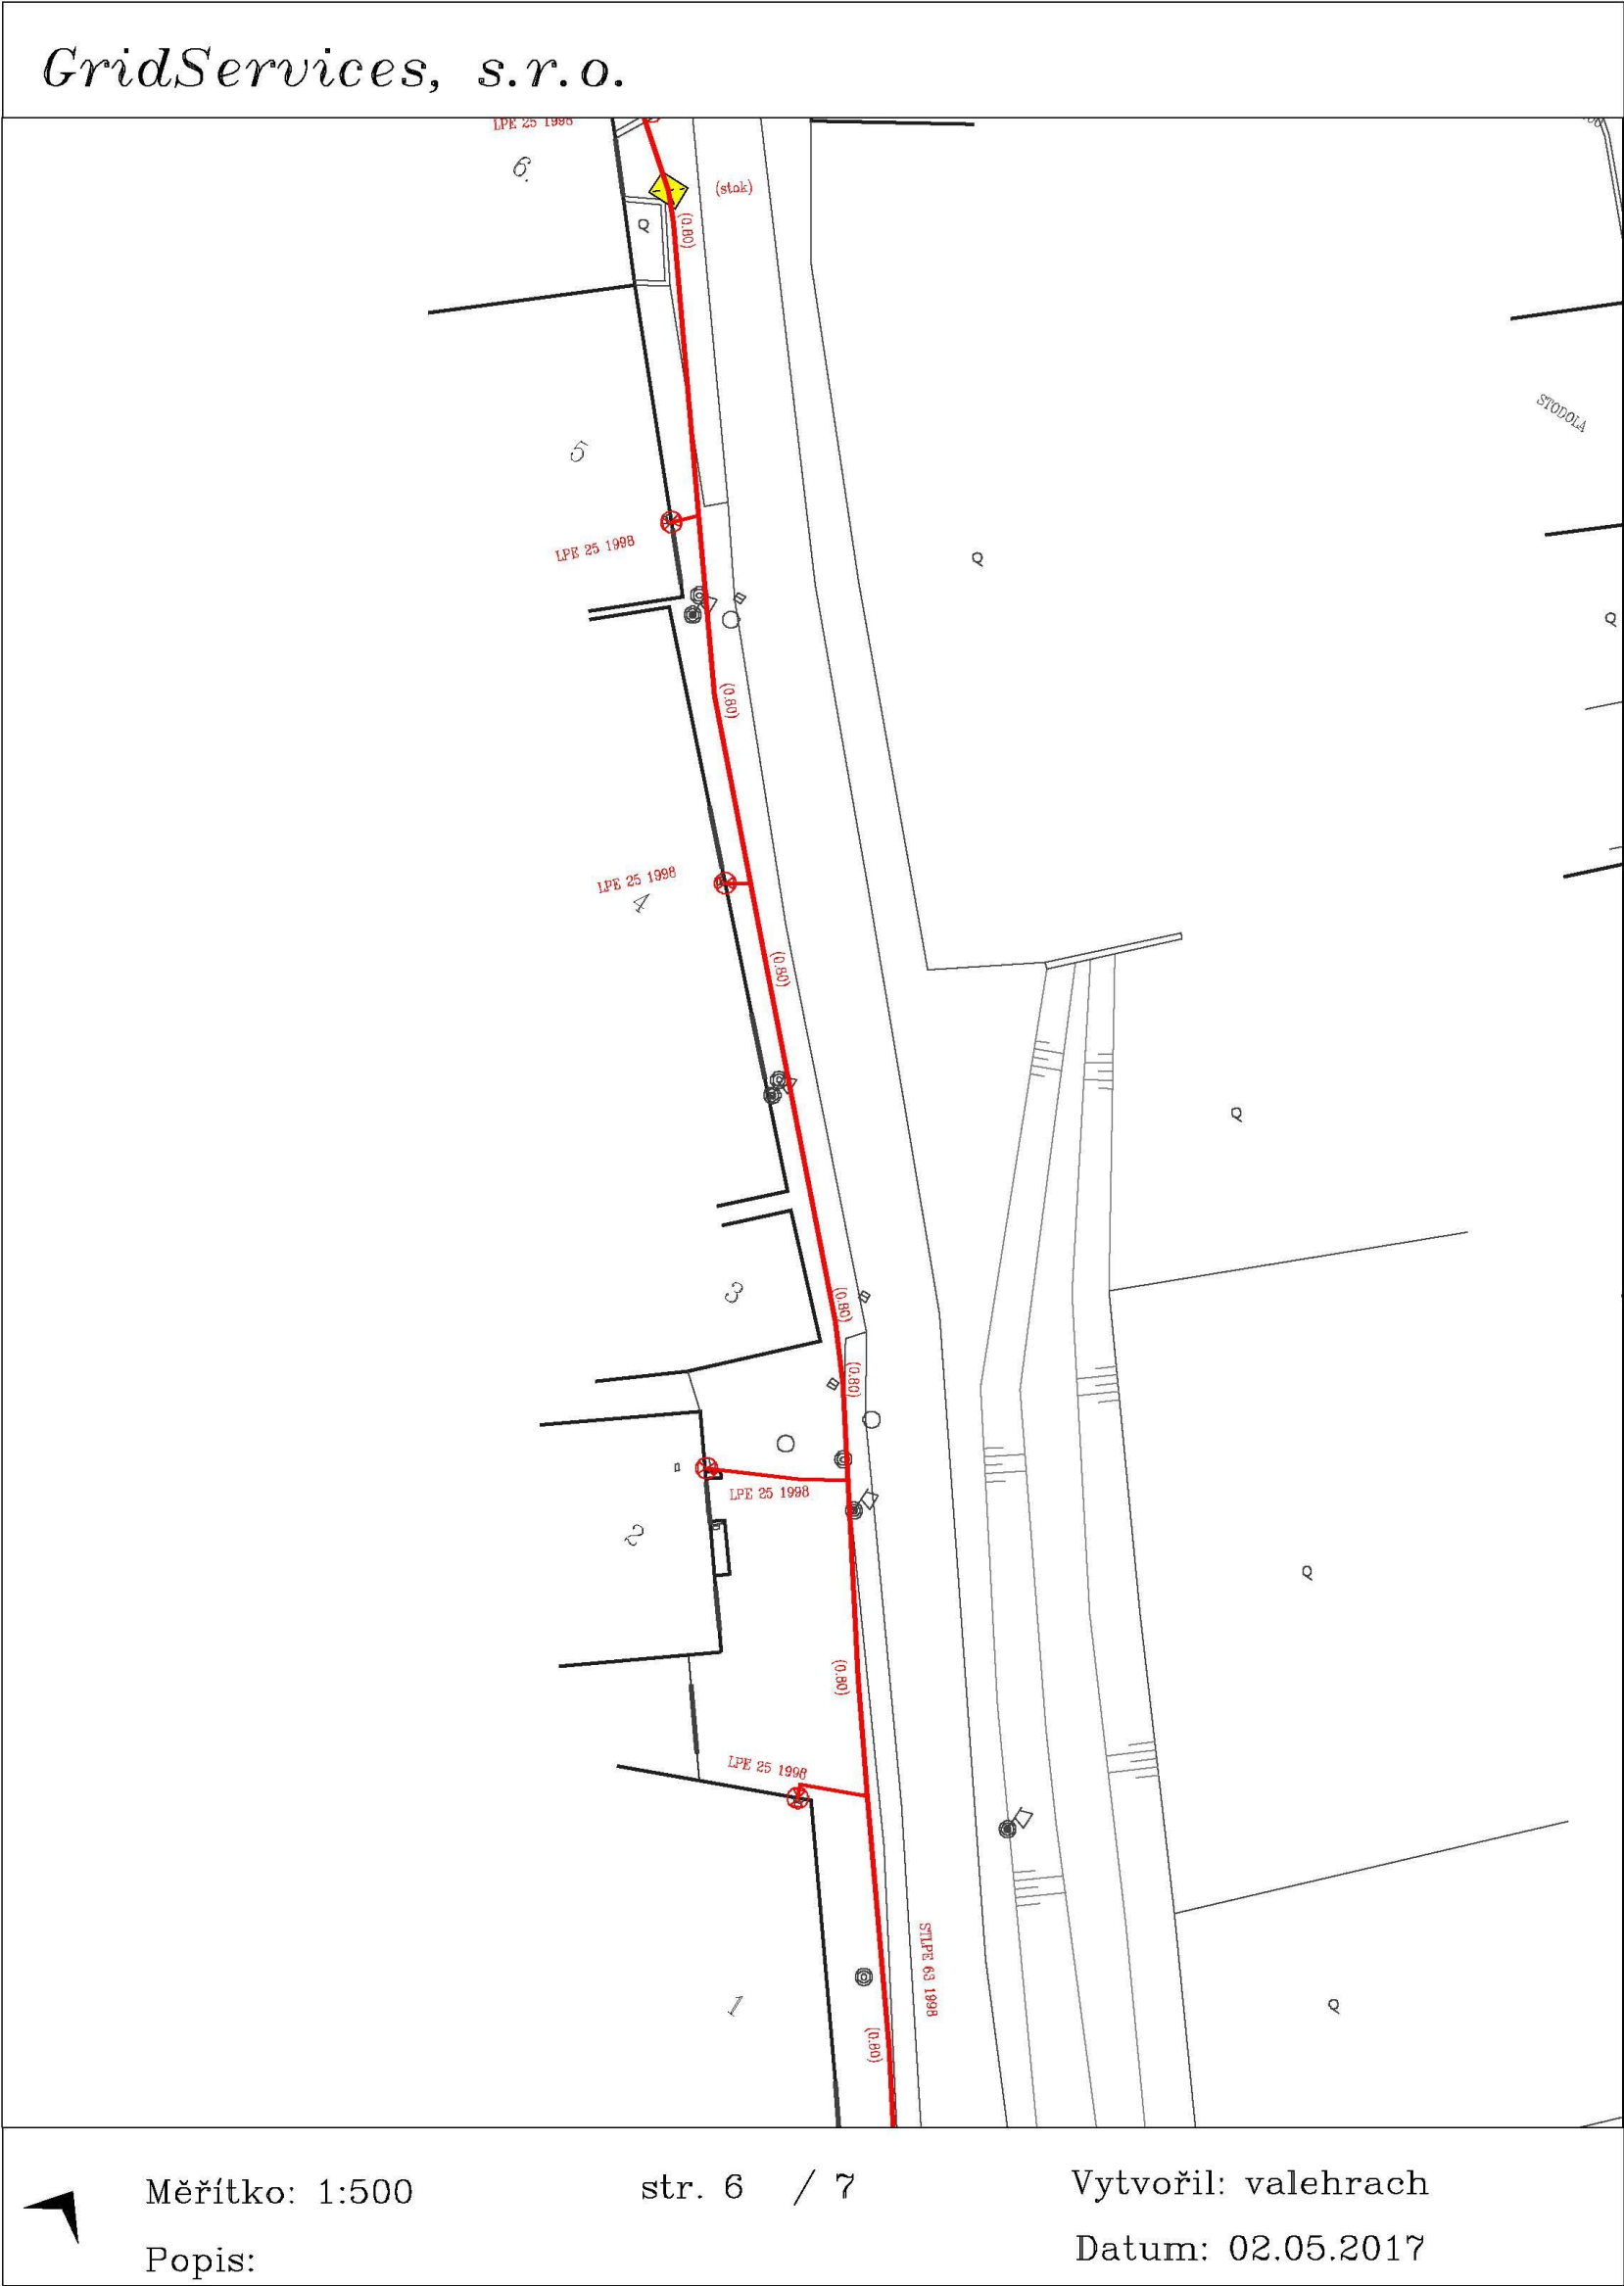 GridServices, s.r.o.
LPE 25 1998
6.
(stok)
(0.80)
STODOLA
5
LPE 25 1998
(0.80)
LPE 25 1998
4
(0.80)
3
(0.80)
(0.80)
LPE 25 1998
2
(0.80)
LPE 25 1998
STLPE 63 1998
1
(0.80)
Měřítko: 1:500
str. 6 / 7
Vytvořil: valehrach
Popis:
Datum: 02.05.2017